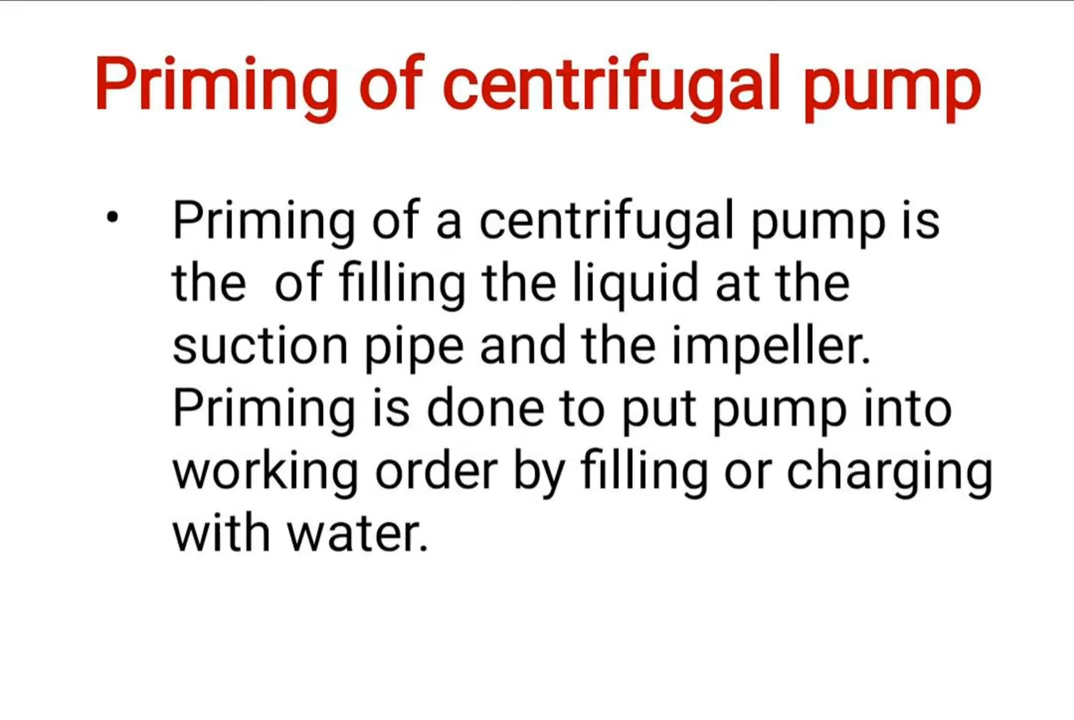 Priming of centrifugal pump
• Priming of a centrifugal pump is
the  of filling the liquid at the
suction pipe and the impeller.
Priming is done to put pump into
working order by filling or charging
with water.